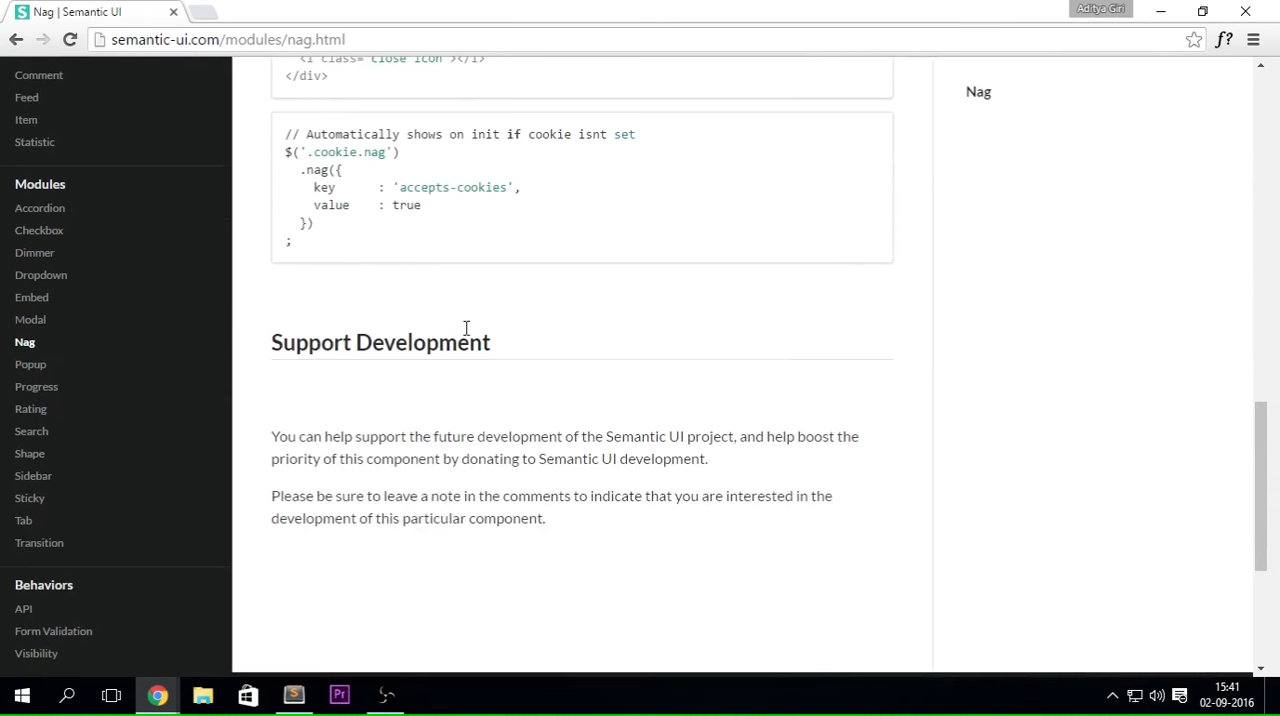 Nag | Semantic UI
Aditya Giri
semantic-ui.com/modules/nag.html
f?
Comment
Feed
Item
Statistic
Modules
Accordion
Checkbox
Dimmer
Dropdown
Embed
Modal
Nag
Popup
Progress
Rating
Search
Shape
Sidebar
Sticky
Tab
Transition
Behaviors
API
Form Validation
Visibility
<i class="close icon"></i>
</div>
// Automatically shows on init if cookie isnt set
$('.cookie.nag')
.nag({
key : 'accepts-cookies',
value : true
})
;
Support Development
You can help support the future development of the Semantic UI project, and help boost the
priority of this component by donating to Semantic UI development.
Please be sure to leave a note in the comments to indicate that you are interested in the
development of this particular component.
Nag
Pr
15:41
02-09-2016